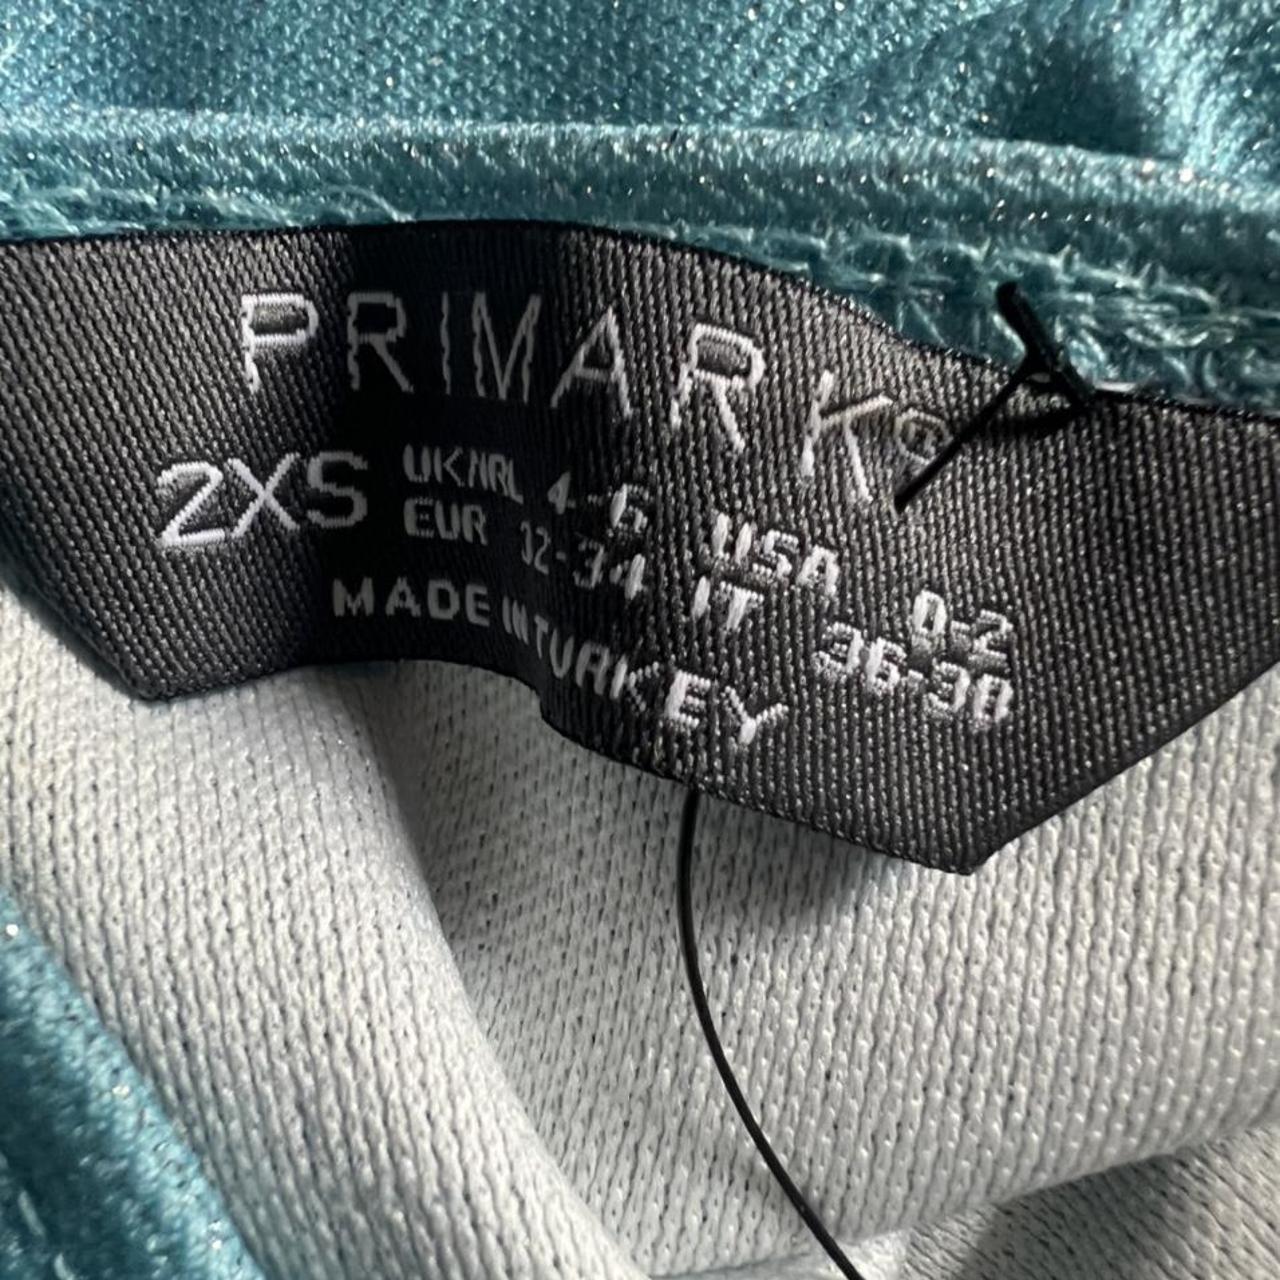 PRIMARK®
2XS UK/IRL 4-6 USA 0-2
EUR 32-34 IT 36-38
MADE IN TURKEY